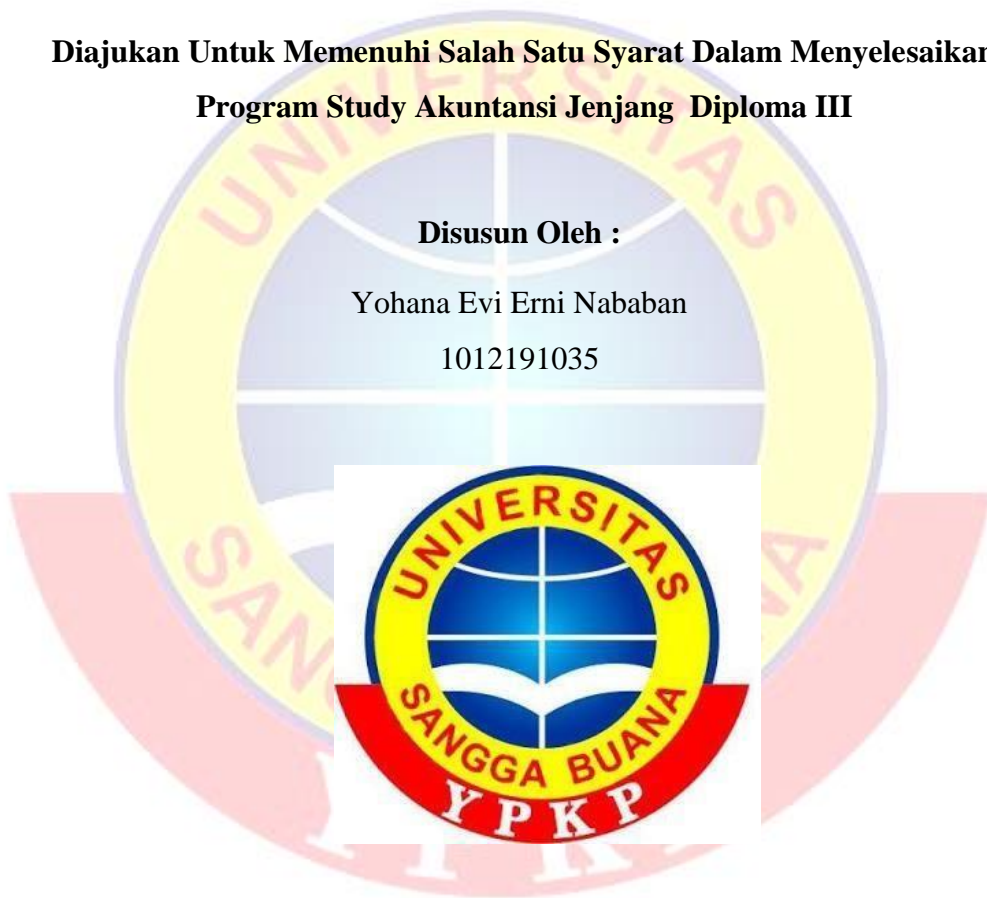 Diajukan Untuk Memenuhi Salah Satu Syarat Dalam Menyelesaikan
Program Study Akuntansi Jenjang Diploma III
Disusun Oleh :
Yohana Evi Erni Nababan
1012191035
UNIVERSITAS
SANGGA BUANA
YPKP